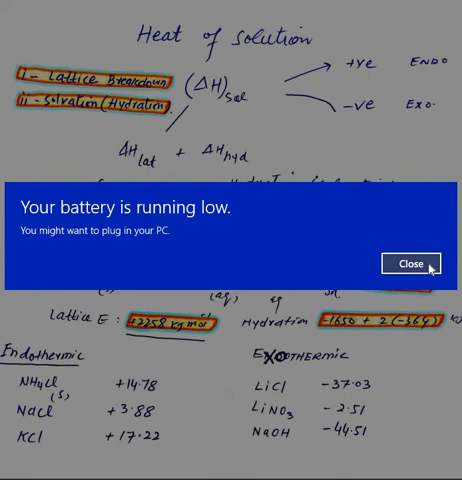 Heat of solution
i - Lattice Breakdown (ΔH)sol +ve ENDO
ii - Solvation (Hydration) -ve EXO
ΔHlat + ΔHhyd
Your battery is running low.
You might want to plug in your PC.
Close
(aq)
Lattice E : +2258 kg mol⁻¹ Hydration -1650 + 2(-364)
Endothermic EXOTHERMIC
NH4Cl (s) +14.78 LiCl -37.03
NaCl +3.88 LiNO3 -2.51
KCl +17.22 NaOH -44.51